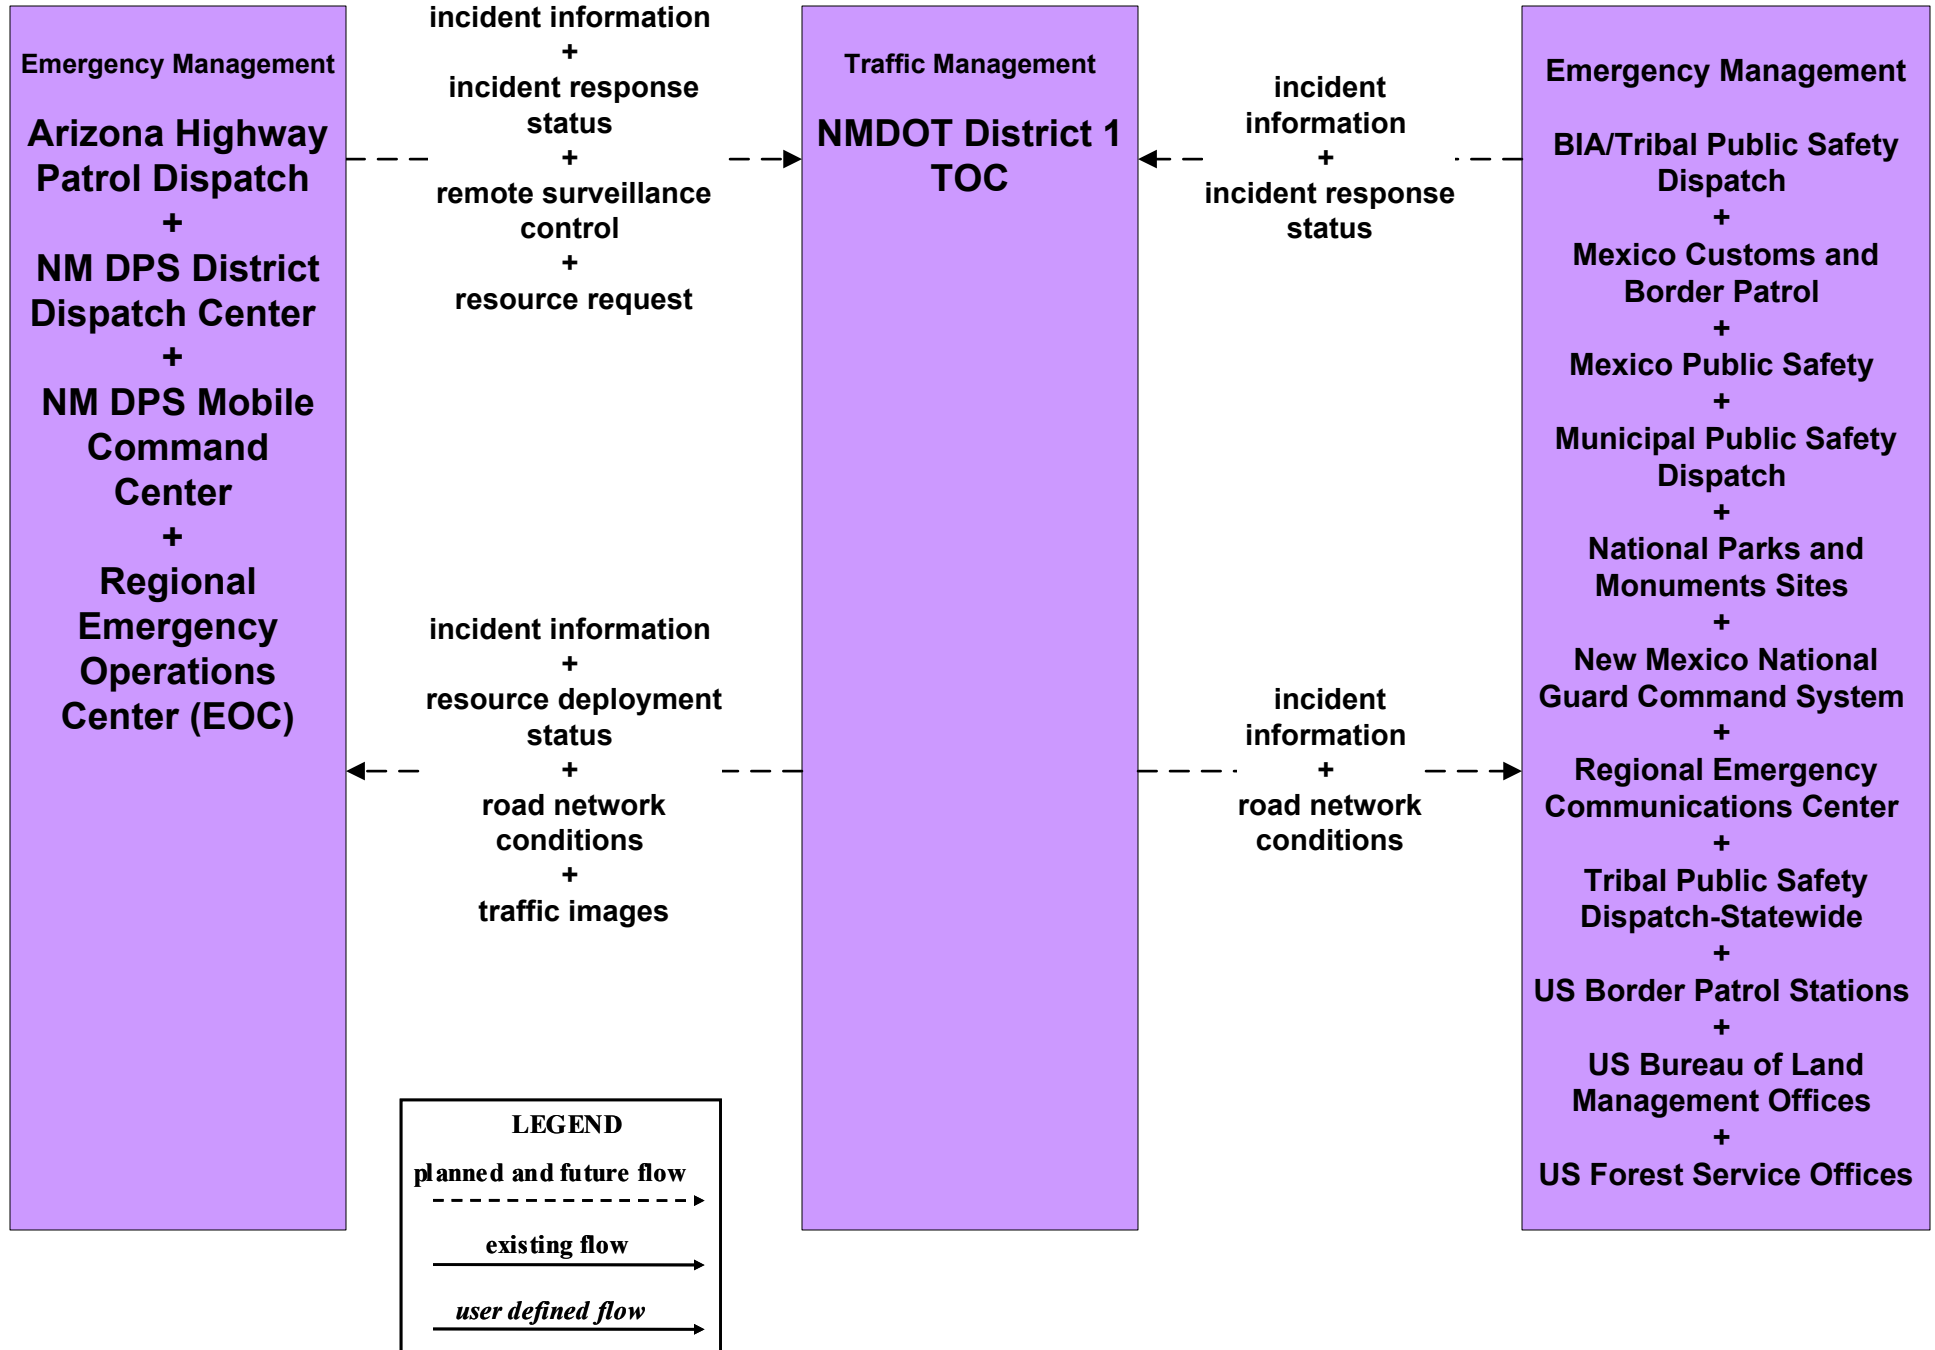 Emergency Management
Arizona Highway
Patrol Dispatch
+
NM DPS District
Dispatch Center
+
NM DPS Mobile
Command
Center
+
Regional
Emergency
Operations
Center (EOC)
incident information
+
incident response
status
+
remote surveillance
control
+
resource request
incident information
+
resource deployment
status
+
road network
conditions
+
traffic images
Traffic Management
NMDOT District 1
TOC
incident
information
+
incident response
status
incident
information
+
road network
conditions
Emergency Management
BIA/Tribal Public Safety
Dispatch
+
Mexico Customs and
Border Patrol
+
Mexico Public Safety
+
Municipal Public Safety
Dispatch
+
National Parks and
Monuments Sites
+
New Mexico National
Guard Command System
+
Regional Emergency
Communications Center
+
Tribal Public Safety
Dispatch-Statewide
+
US Border Patrol Stations
+
US Bureau of Land
Management Offices
+
US Forest Service Offices
LEGEND
planned and future flow
existing flow
user defined flow